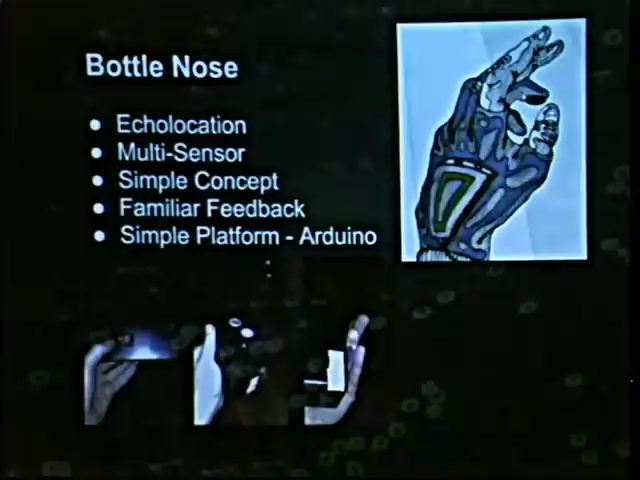 Bottle Nose
● Echolocation
● Multi-Sensor
● Simple Concept
● Familiar Feedback
● Simple Platform - Arduino